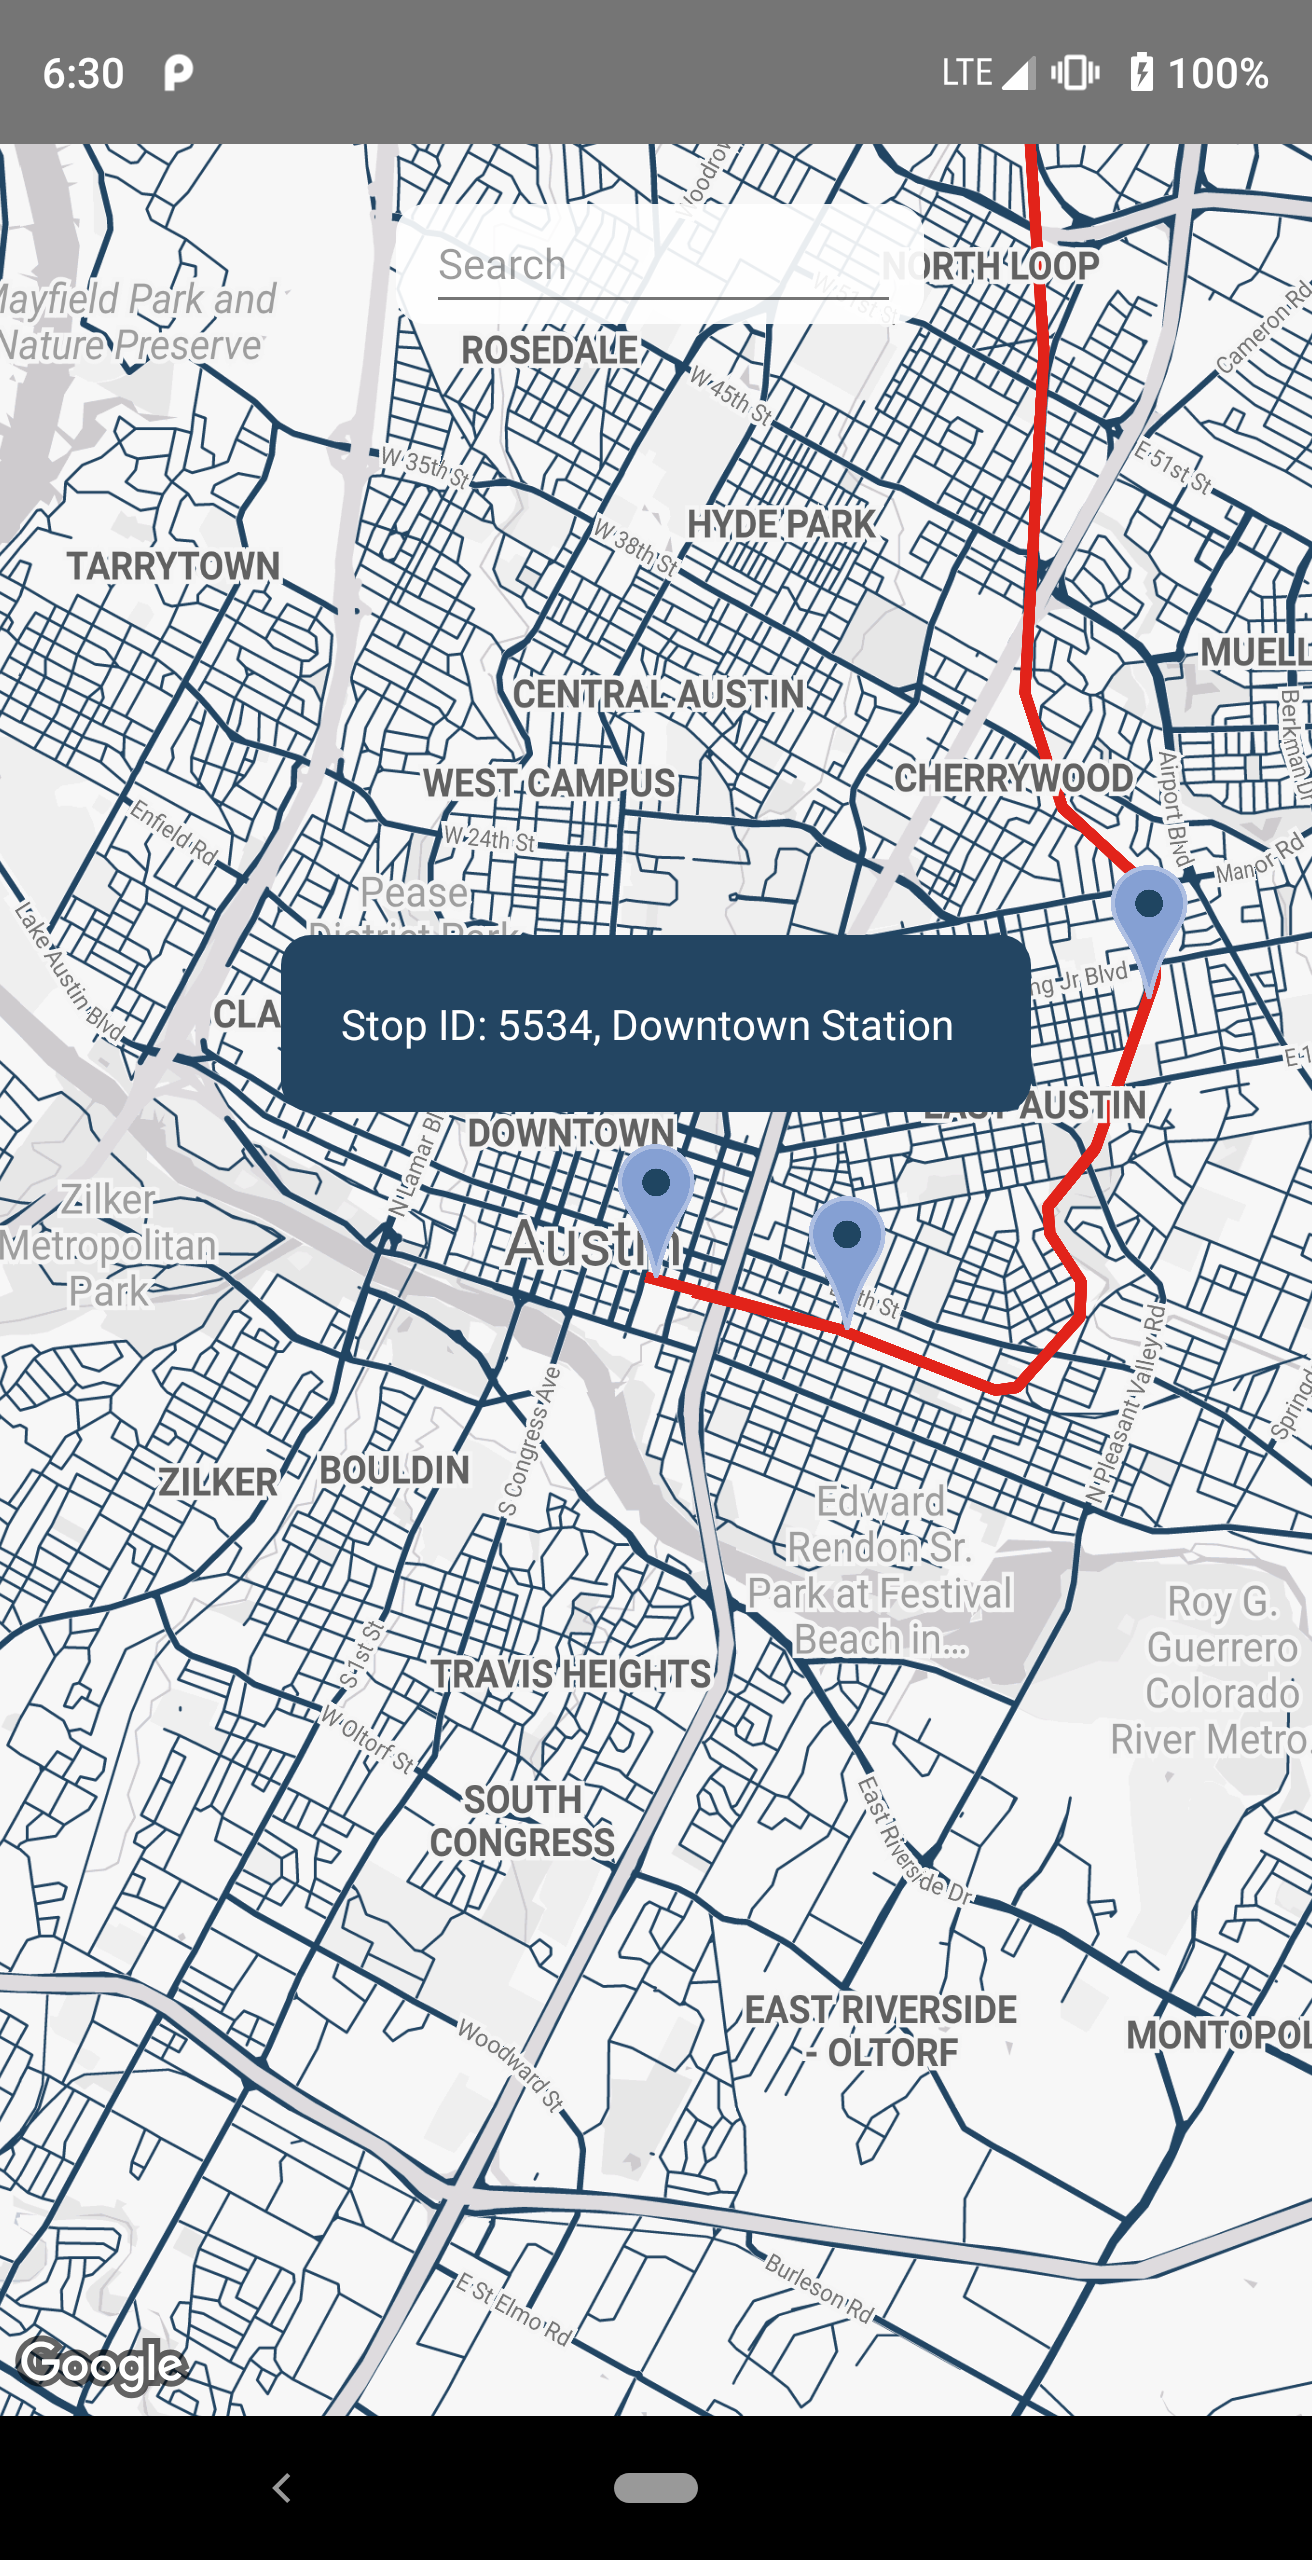 6:30
LTE
100%
Search
NORTH LOOP
Cameron Rd
Mayfield Park and
Nature Preserve
ROSEDALE
W 45th St
W 51st St
W 35th St
E 51st St
HYDE PARK
W 38th St
TARRYTOWN
CENTRAL AUSTIN
WEST CAMPUS
CHERRYWOOD
Airport Blvd
Berkman Dr
Enfield Rd
W 24th St
Manor Rd
Pease
District Park
Lake Austin Blvd
ng Jr Blvd
CLA
Stop ID: 5534, Downtown Station
EAST AUSTIN
DOWNTOWN
N Lamar Bl
Zilker
Metropolitan
Park
Austin
th St
N Pleasant Valley Rd
Springd
S Congress Ave
ZILKER
BOULDIN
Edward
Rendon Sr.
Park at Festival
Beach in...
Roy G.
Guerrero
Colorado
River Metro
S 1st St
TRAVIS HEIGHTS
W Oltorf St
SOUTH
CONGRESS
East Riverside Dr
EAST RIVERSIDE
- OLTORF
MONTOPOL
Woodward St
Burleson Rd
E St Elmo Rd
Google